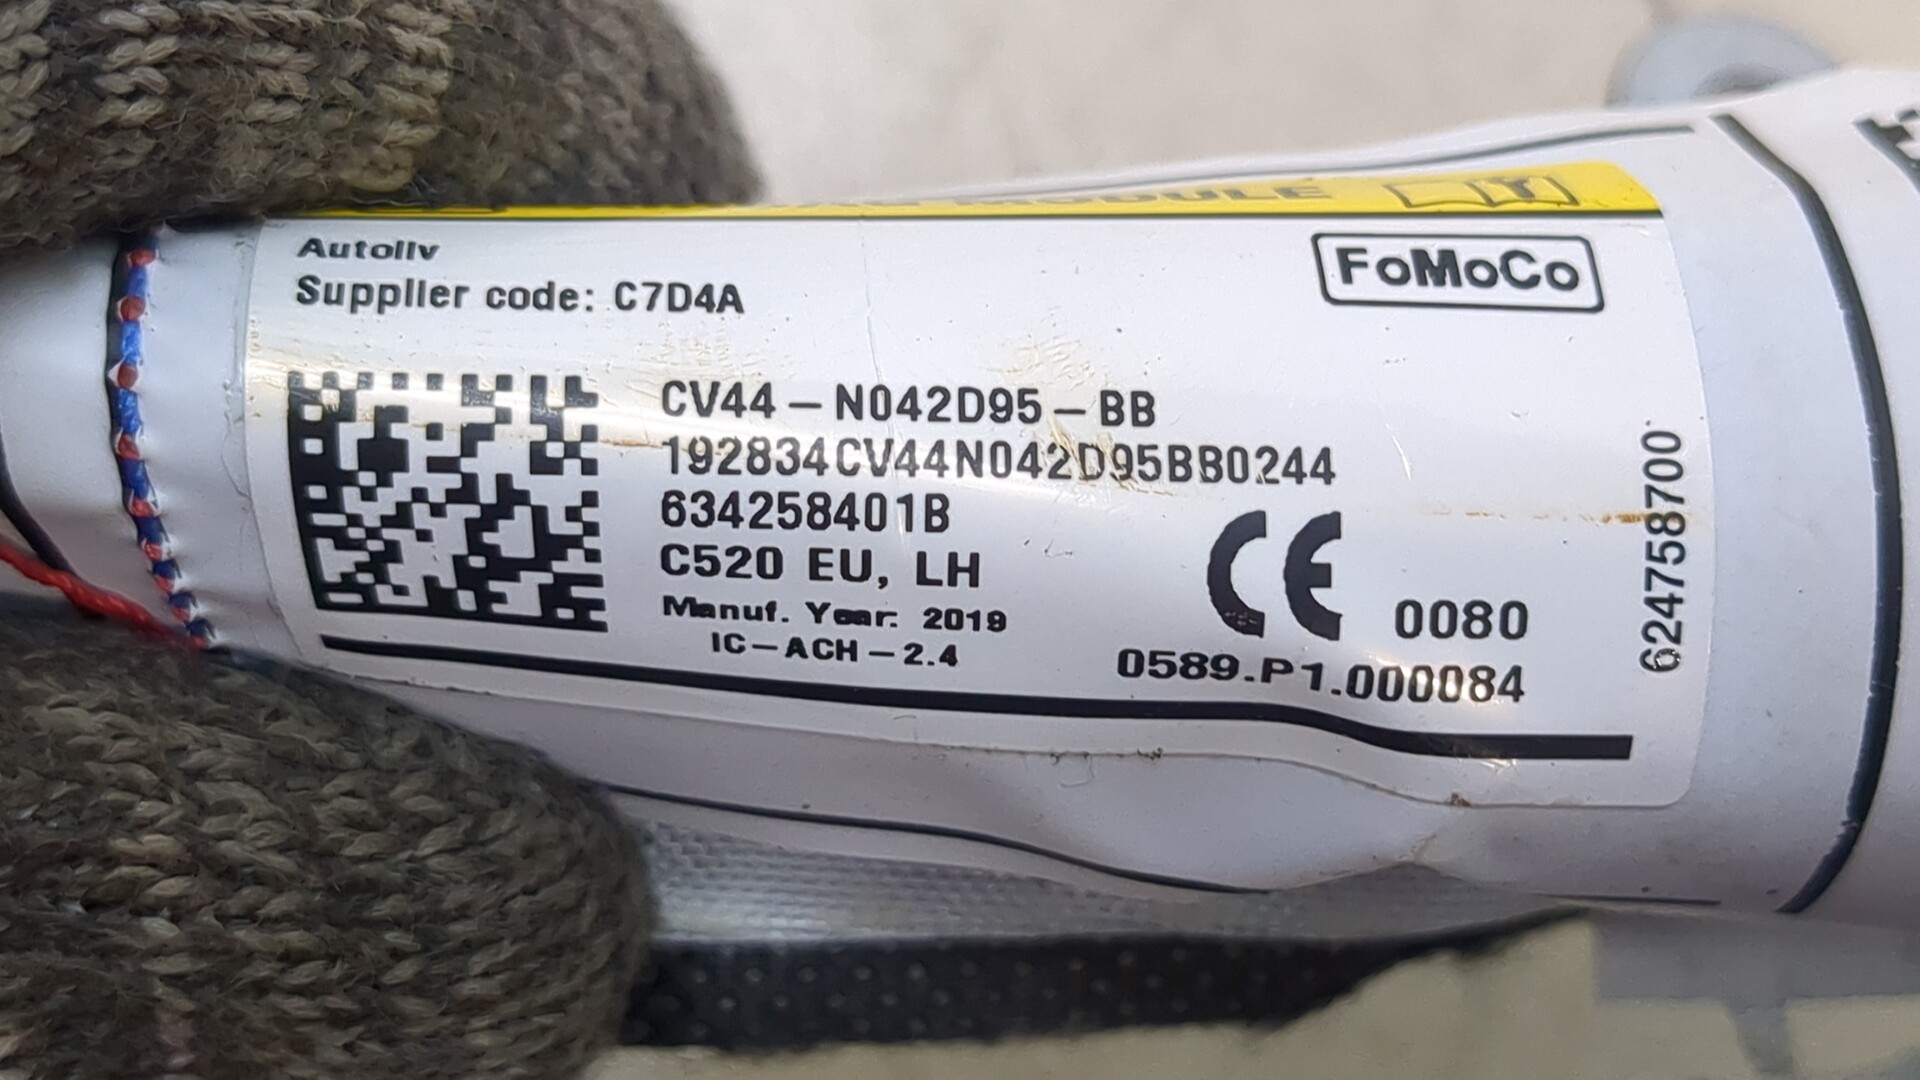 MODULE
Autoliv
FoMoCo
Supplier code: C7D4A
CV44-N042D95-BB
192834CV44N042D95BB0244
634258401B
C520 EU, LH
Manuf. Year: 2019
IC-ACH-2.4
CE 0080
0589.P1.000084
624758700